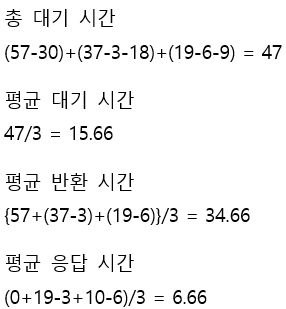 총 대기 시간
(57-30)+(37-3-18)+(19-6-9) = 47
평균 대기 시간
47/3 = 15.66
평균 반환 시간
{57+(37-3)+(19-6)}/3 = 34.66
평균 응답 시간
(0+19-3+10-6)/3 = 6.66